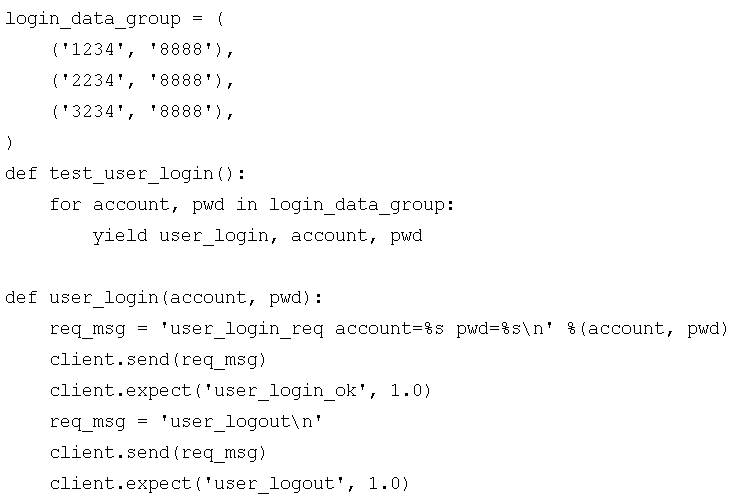 login_data_group = (
    ('1234', '8888'),
    ('2234', '8888'),
    ('3234', '8888'),
)
def test_user_login():
    for account, pwd in login_data_group:
        yield user_login, account, pwd

def user_login(account, pwd):
    req_msg = 'user_login_req account=%s pwd=%s\n' %(account, pwd)
    client.send(req_msg)
    client.expect('user_login_ok', 1.0)
    req_msg = 'user_logout\n'
    client.send(req_msg)
    client.expect('user_logout', 1.0)